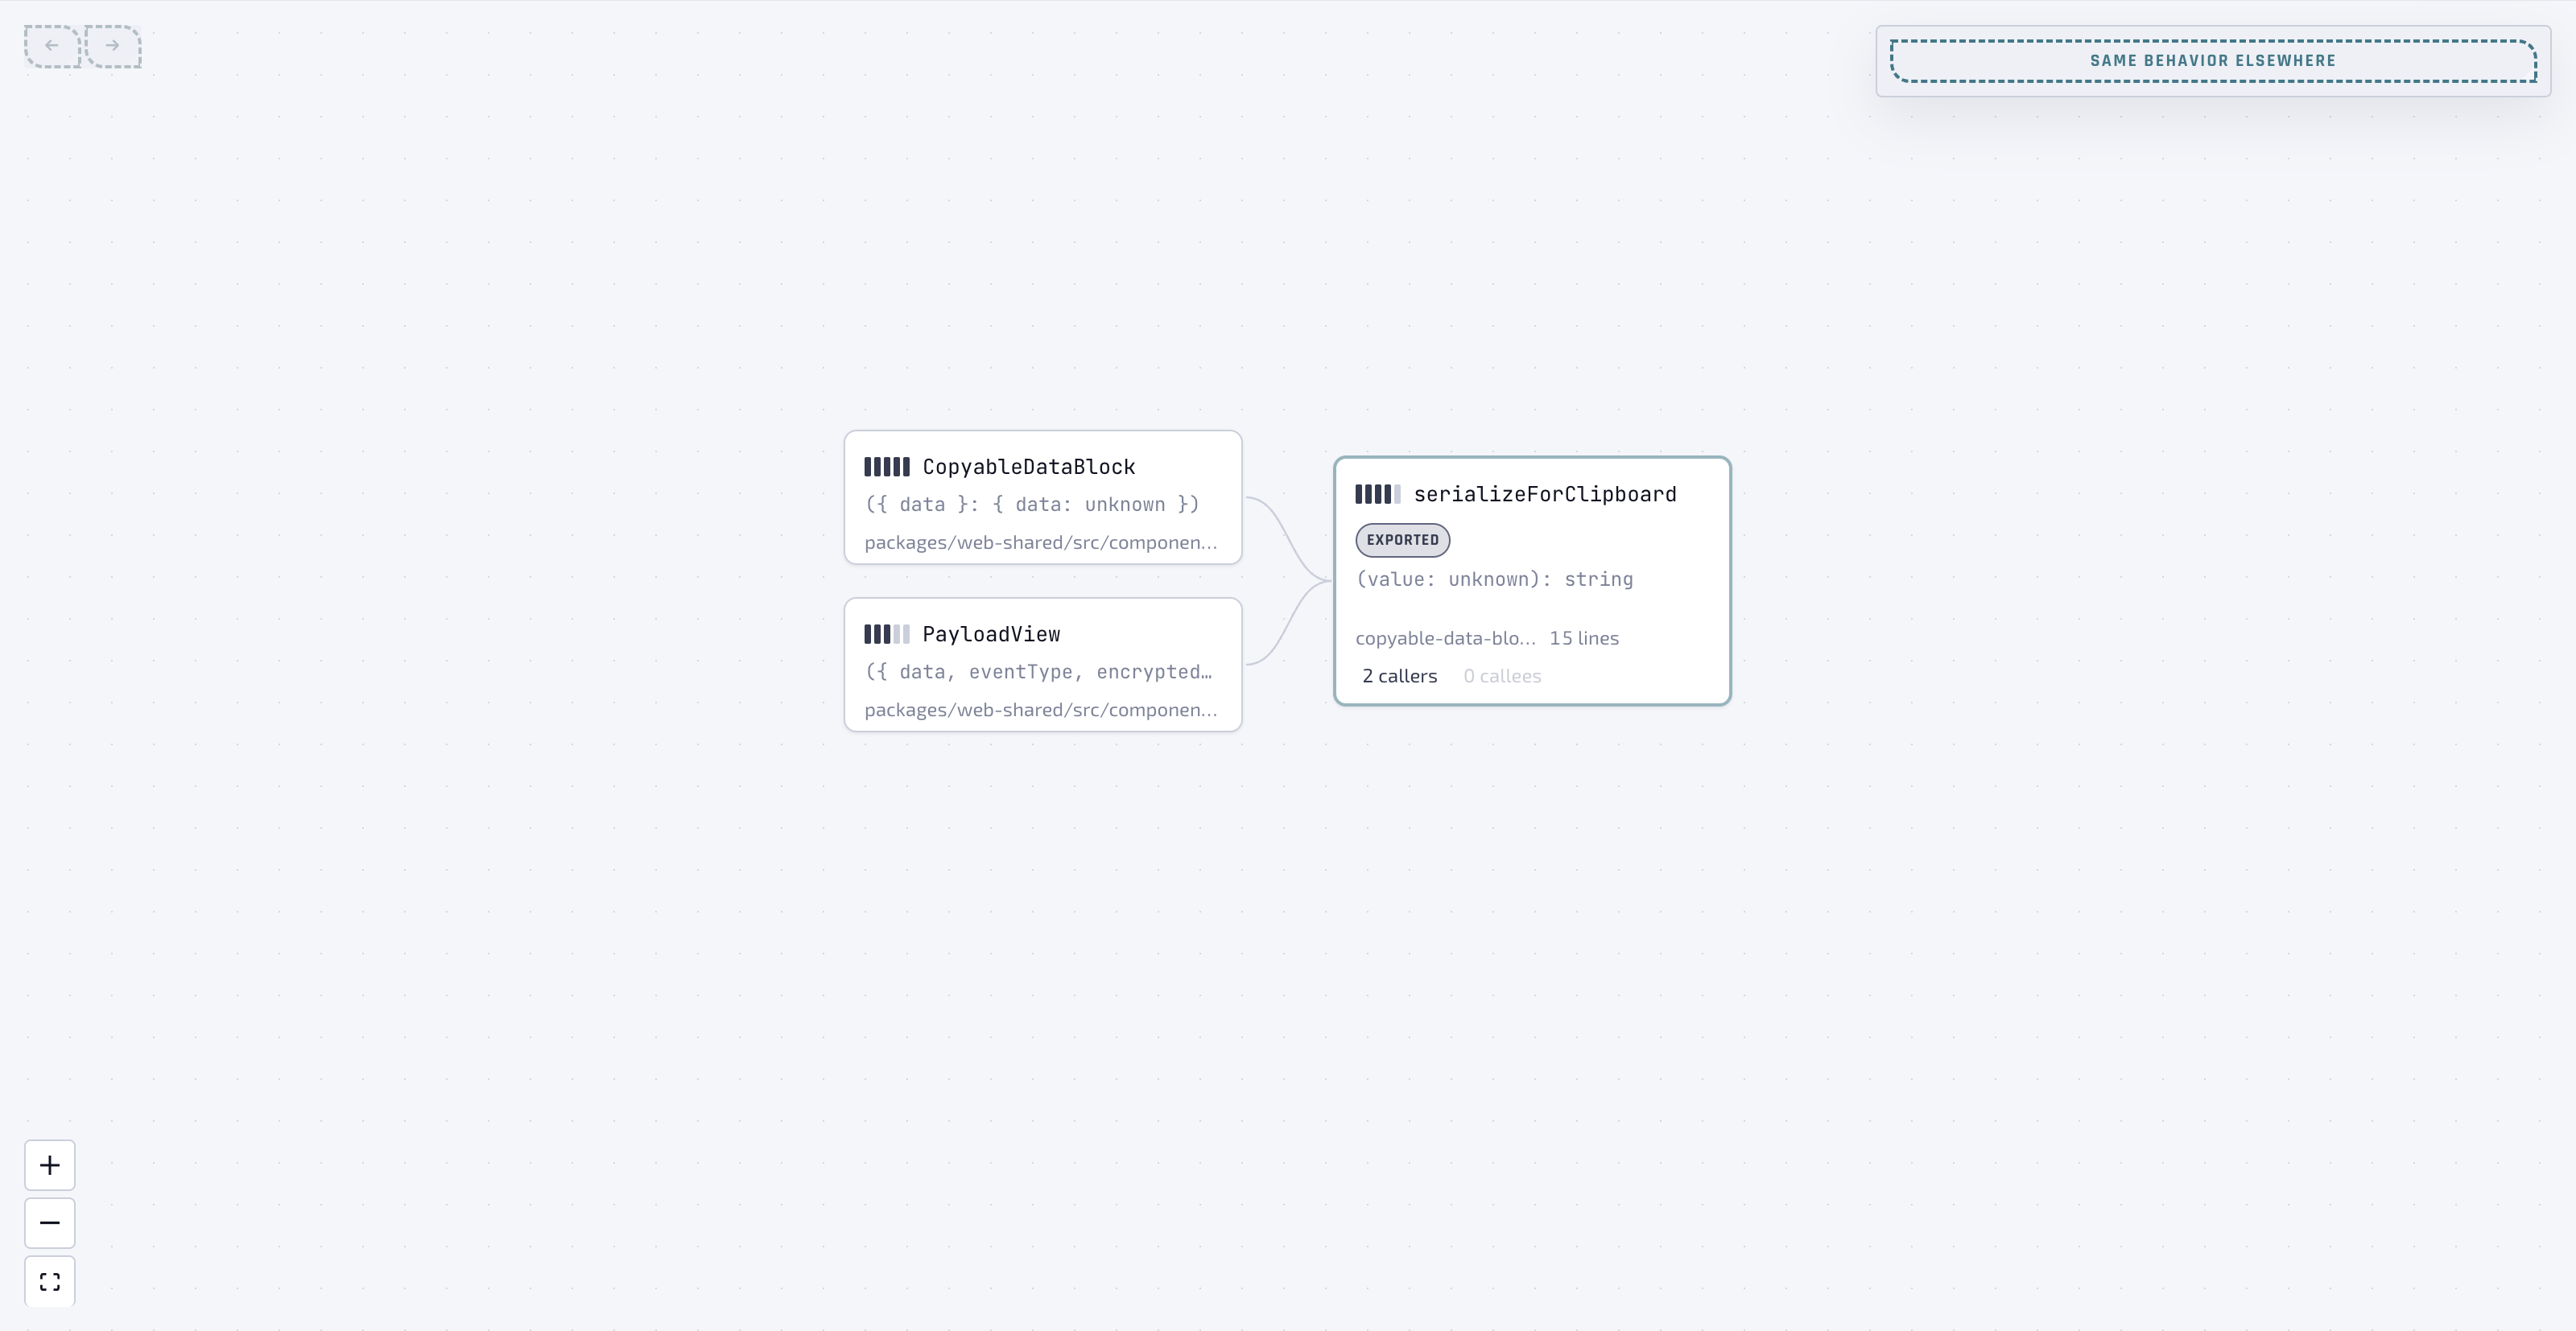 SAME BEHAVIOR ELSEWHERE
CopyableDataBlock
({ data }: { data: unknown })
packages/web-shared/src/componen…
PayloadView
({ data, eventType, encrypted…
packages/web-shared/src/componen…
serializeForClipboard
EXPORTED
(value: unknown): string
copyable-data-blo… 15 lines
2 callers 0 callees